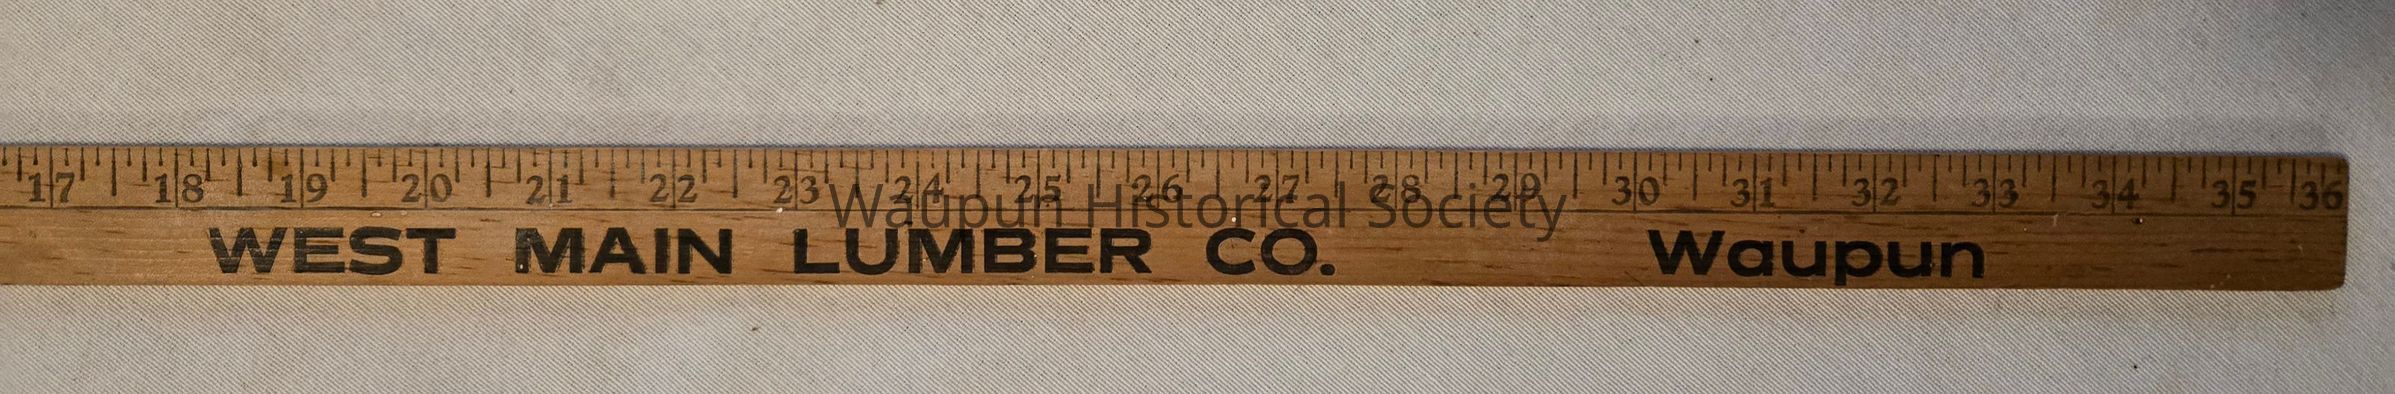 17 18 19 20 21 22 23 24 25 26 27 28 29 30 31 32 33 34 35 36
Waupun Historical Society
WEST MAIN LUMBER CO. Waupun